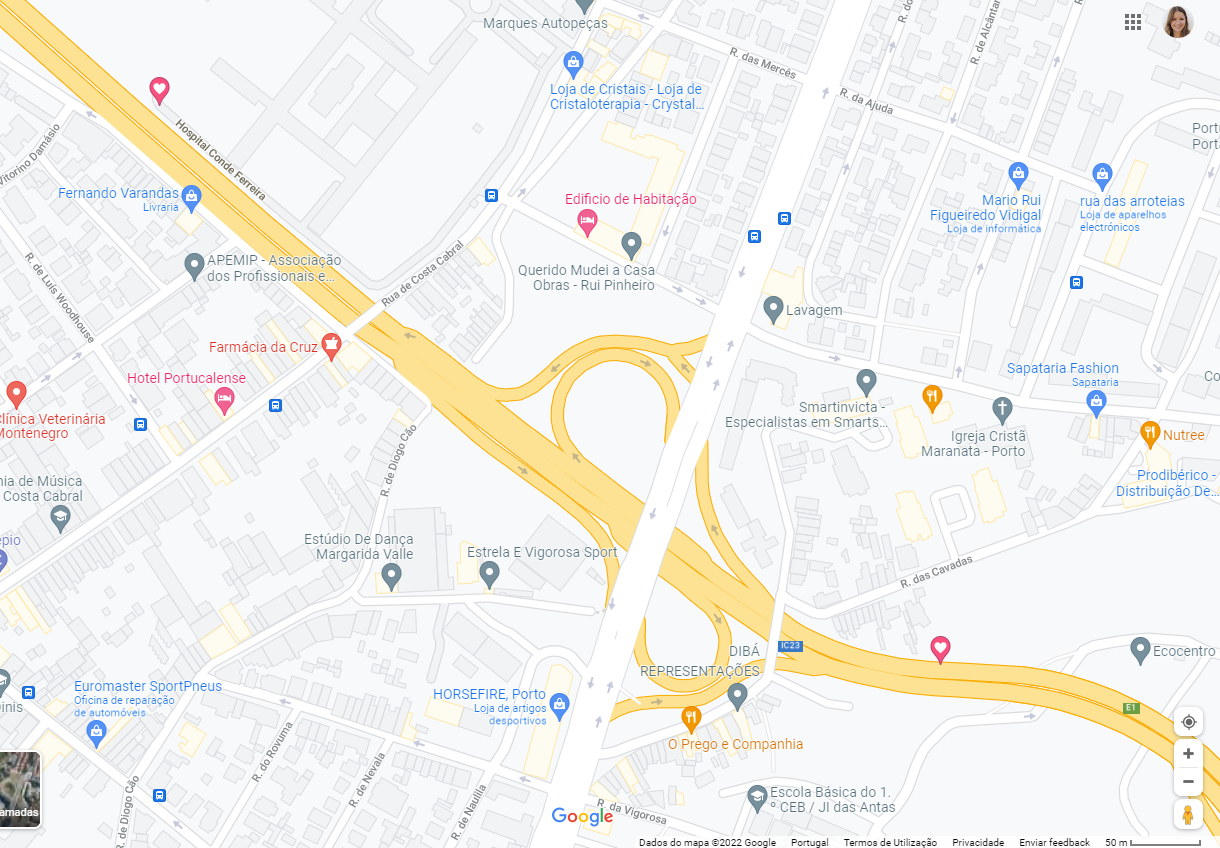 Marques Autopeças
R. das Mercês
R. de Alcântar
Loja de Cristais - Loja de
Cristaloterapia - Crystal...
R. da Ajuda
Hospital Conde Ferreira
Vitorino Damásio
Fernando Varandas
Livraria
Edificio de Habitação
Mario Rui
Figueiredo Vidigal
Loja de informática
rua das arroteias
Loja de aparelhos
electrónicos
APEMIP - Associação
dos Profissionais e...
Rua de Costa Cabral
Querido Mudei a Casa
Obras - Rui Pinheiro
R. de Luis Woodhouse
Lavagem
Farmácia da Cruz
Hotel Portucalense
Sapataria Fashion
Sapataria
Clínica Veterinária
Montenegro
Smartinvicta -
Especialistas em Smarts...
Igreja Cristã
Maranata - Porto
Nutree
R. de Diogo Cão
Prodibérico -
Distribuição De...
nia de Música
Costa Cabral
Estúdio De Dança
Margarida Valle
Estrela E Vigorosa Sport
R. das Cavadas
DIBÁ
REPRESENTAÇÕES
IC23
Ecocentro
Dinis
Euromaster SportPneus
Oficina de reparação
de automóveis
HORSEFIRE, Porto
Loja de artigos
desportivos
E1
O Prego e Companhia
R. do Rovuma
R. de Nevala
R. de Diogo Cão
R. de Naulila
amadas
Escola Básica do 1.
º CEB / JI das Antas
R. da Vigorosa
Google
Dados do mapa ©2022 Google Portugal Termos de Utilização Privacidade Enviar feedback 50 m